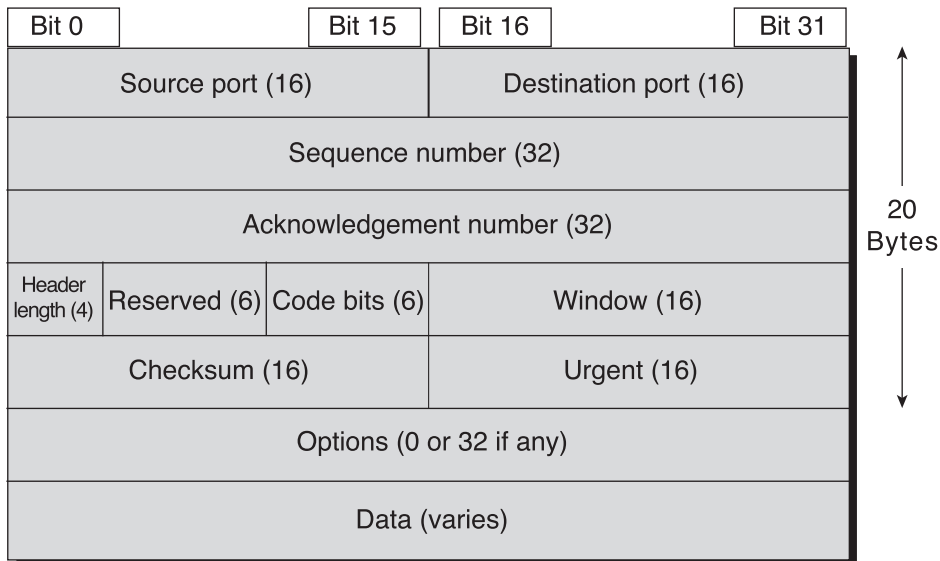 Bit 0
Bit 15
Bit 16
Bit 31
Source port (16)
Destination port (16)
Sequence number (32)
Acknowledgement number (32)
20
Bytes
Header
length (4)
Reserved (6)
Code bits (6)
Window (16)
Checksum (16)
Urgent (16)
Options (0 or 32 if any)
Data (varies)